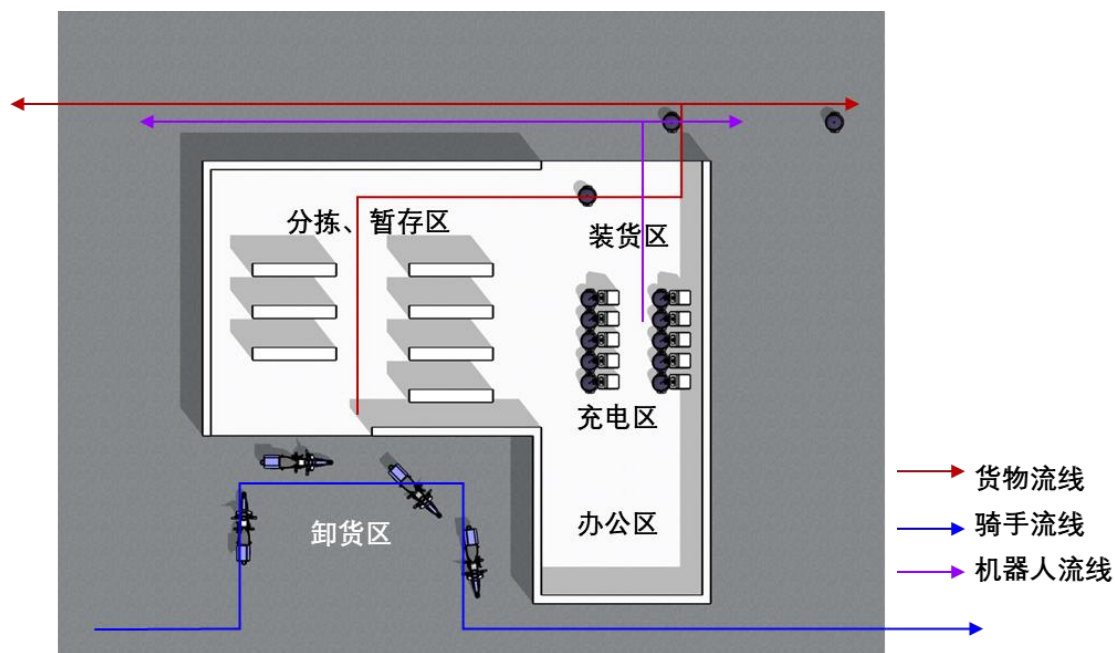 分拣、暂存区
装货区
充电区
办公区
卸货区
货物流线
骑手流线
机器人流线